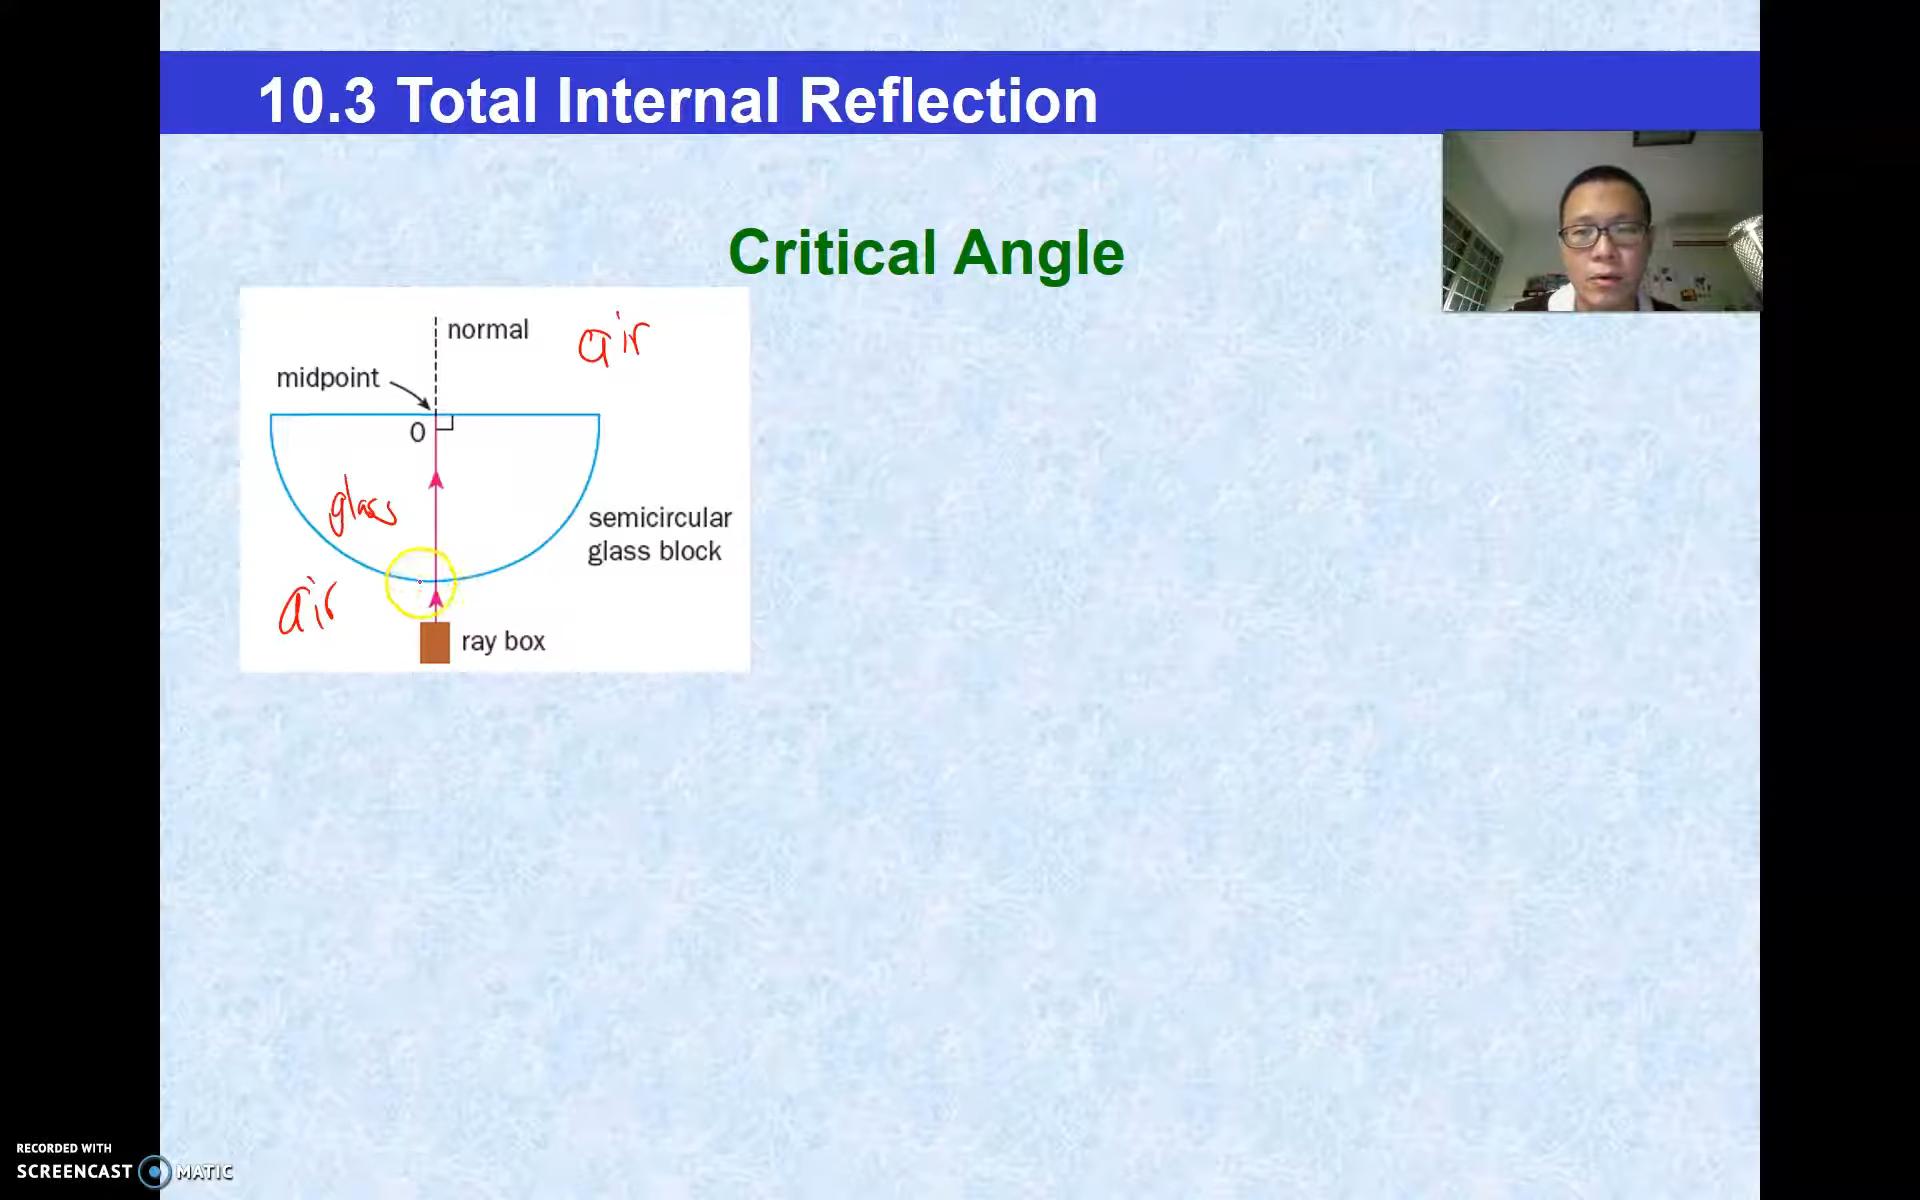 10.3 Total Internal Reflection
Critical Angle
normal
air
midpoint
O
glass
semicircular
glass block
air
ray box
RECORDED WITH
SCREENCAST MATIC